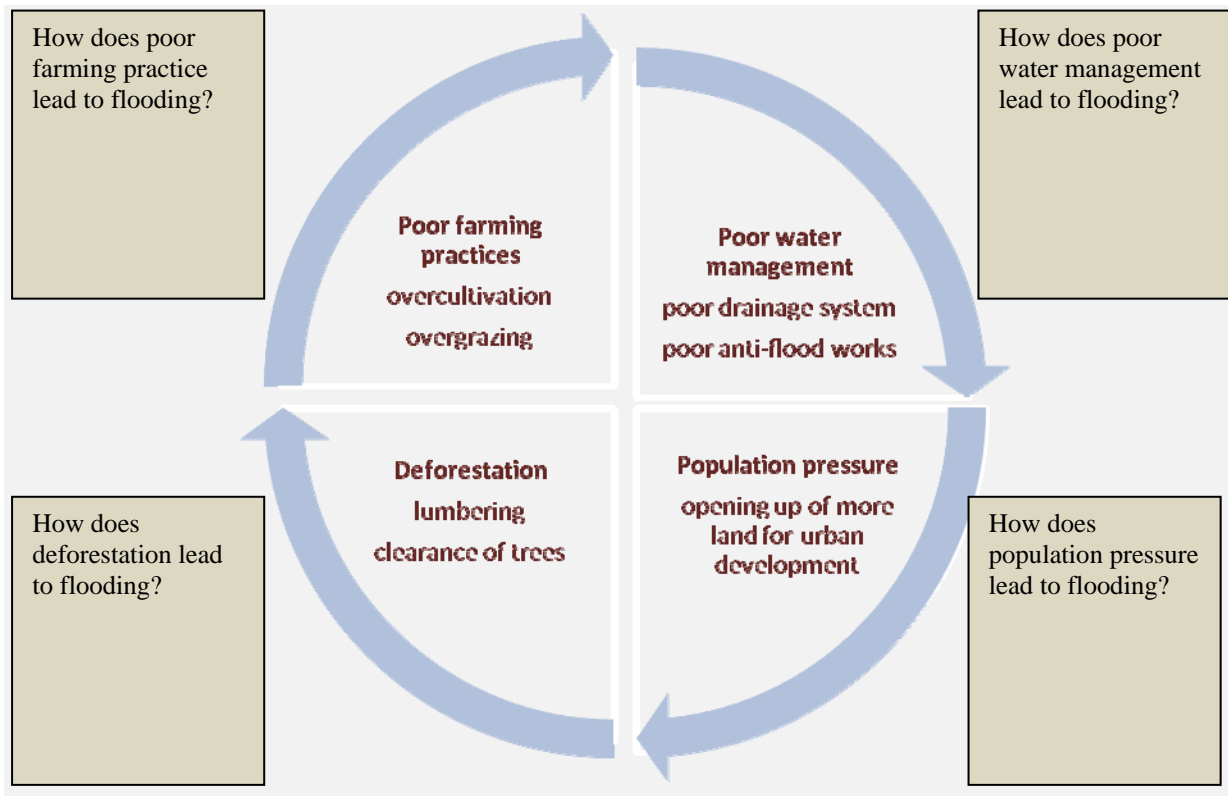 How does poor
farming practice
lead to flooding?
How does poor
water management
lead to flooding?
Poor farming
practices
overcultivation
overgrazing
Poor water
management
poor drainage system
poor anti-flood works
Deforestation
lumbering
clearance of trees
Population pressure
opening up of more
land for urban
development
How does
deforestation lead
to flooding?
How does
population pressure
lead to flooding?